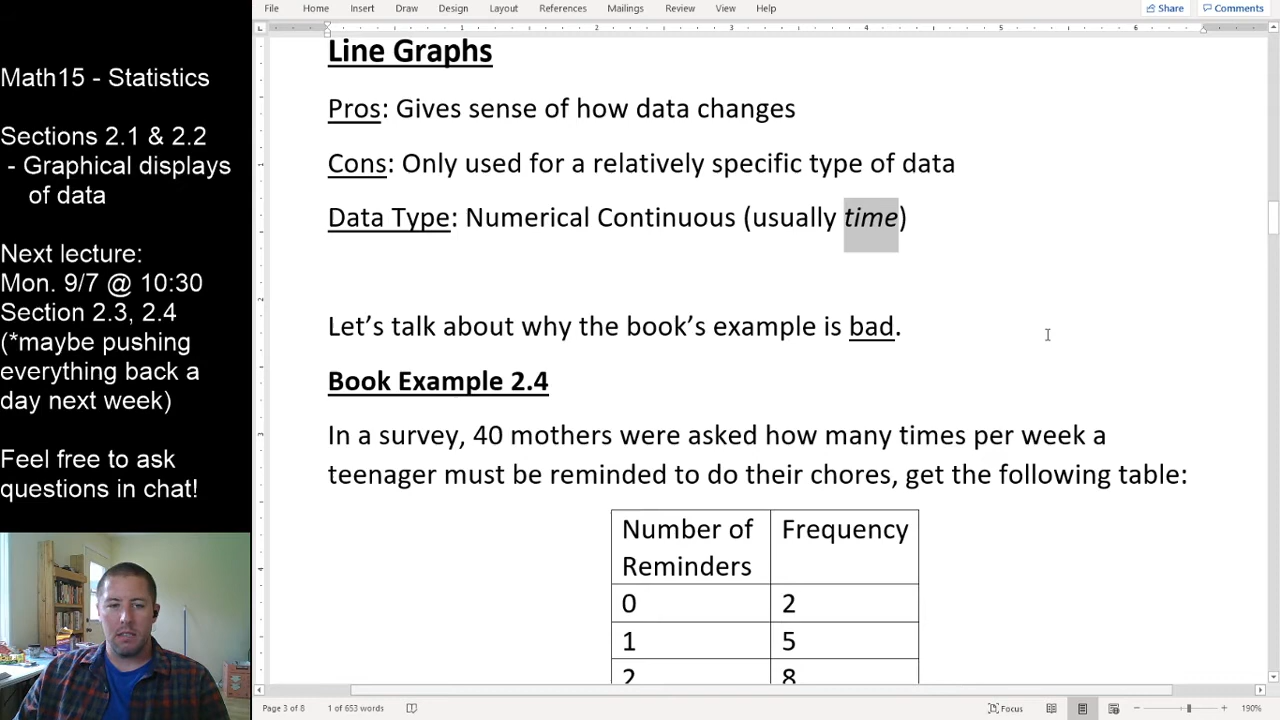 File Home Insert Draw Design Layout References Mailings Review View Help Share Comments
Math15 - Statistics
Sections 2.1 & 2.2
- Graphical displays
of data
Next lecture:
Mon. 9/7 @ 10:30
Section 2.3, 2.4
(*maybe pushing
everything back a
day next week)
Feel free to ask
questions in chat!
1 2 3 4 5 6
Line Graphs
Pros: Gives sense of how data changes
Cons: Only used for a relatively specific type of data
Data Type: Numerical Continuous (usually time)
Let’s talk about why the book’s example is bad.
Book Example 2.4
In a survey, 40 mothers were asked how many times per week a
teenager must be reminded to do their chores, get the following table:
Number of Reminders Frequency
0 2
1 5
2 8
Page 3 of 8 1 of 653 words Focus 190%